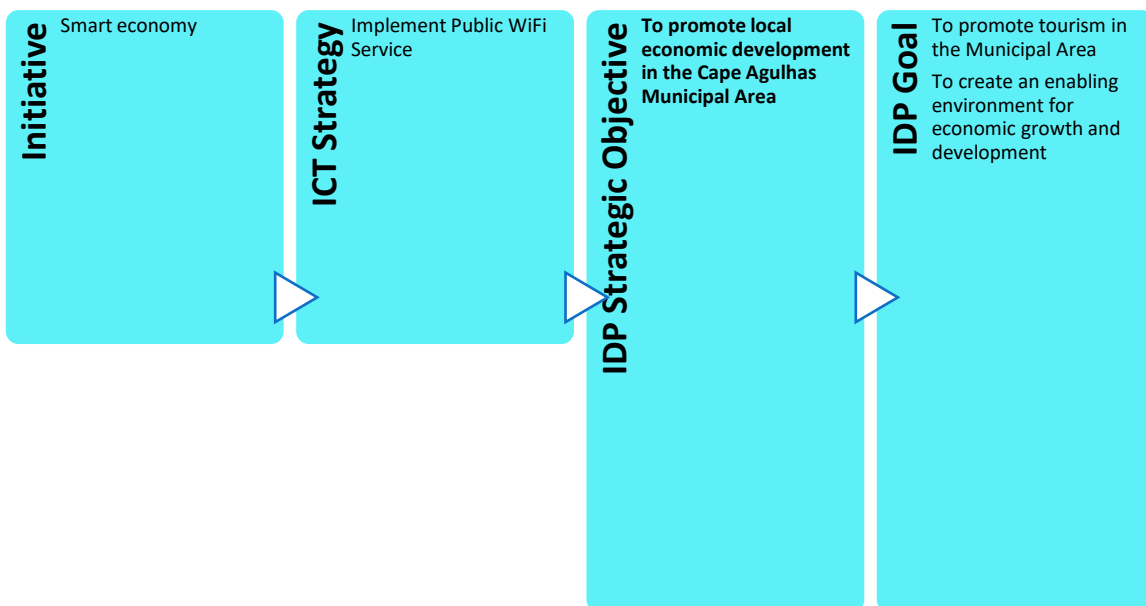 Initiative
Smart economy
ICT Strategy
Implement Public WiFi
Service
IDP Strategic Objective
To promote local
economic development
in the Cape Agulhas
Municipal Area
IDP Goal
To promote tourism in
the Municipal Area
To create an enabling
environment for
economic growth and
development